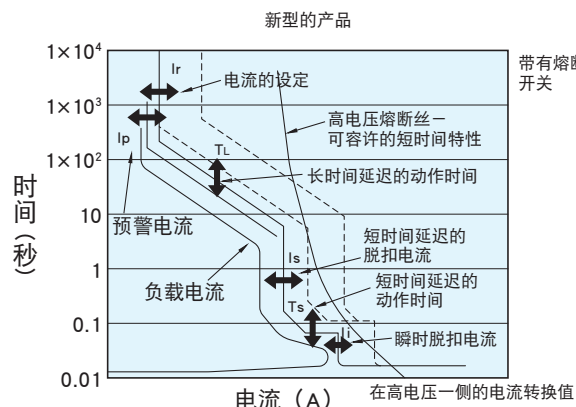 新型的产品
1×10⁴
1×10³
1×10²
10
1
0.1
0.01
时间(秒)
Ir
电流的设定
带有熔断
开关
高电压熔断丝－
可容许的短时间特性
Ip
TL
长时间延迟的动作时间
预警电流
短时间延迟的
脱扣电流
Is
负载电流
短时间延迟的
动作时间
Ts
Ii
瞬时脱扣电流
在高电压一侧的电流转换值
电流(A)